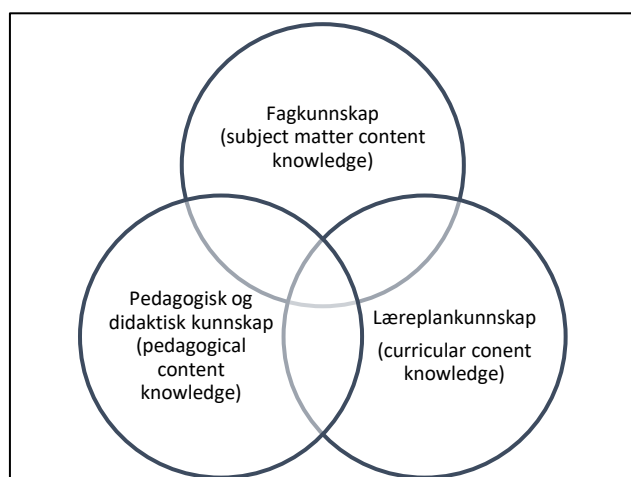 Fagkunnskap
(subject matter content
knowledge)
Pedagogisk og
didaktisk kunnskap
(pedagogical
content
knowledge)
Læreplankunnskap
(curricular conent
knowledge)